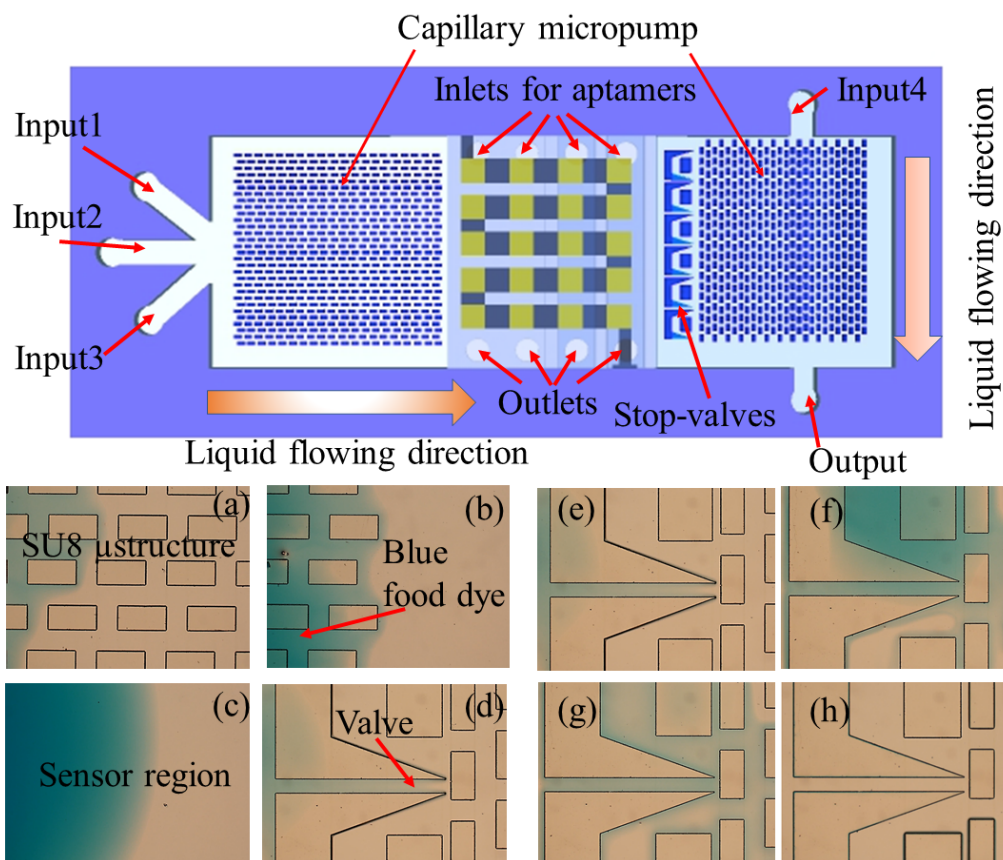 Capillary micropump
Inlets for aptamers
Input4
Input1
Input2
Input3
Outlets
Stop-valves
Output
Liquid flowing direction
Liquid flowing direction
(a)
SU8 µstructure
(b)
Blue
food dye
(c)
Sensor region
(d)
Valve
(e)
(f)
(g)
(h)